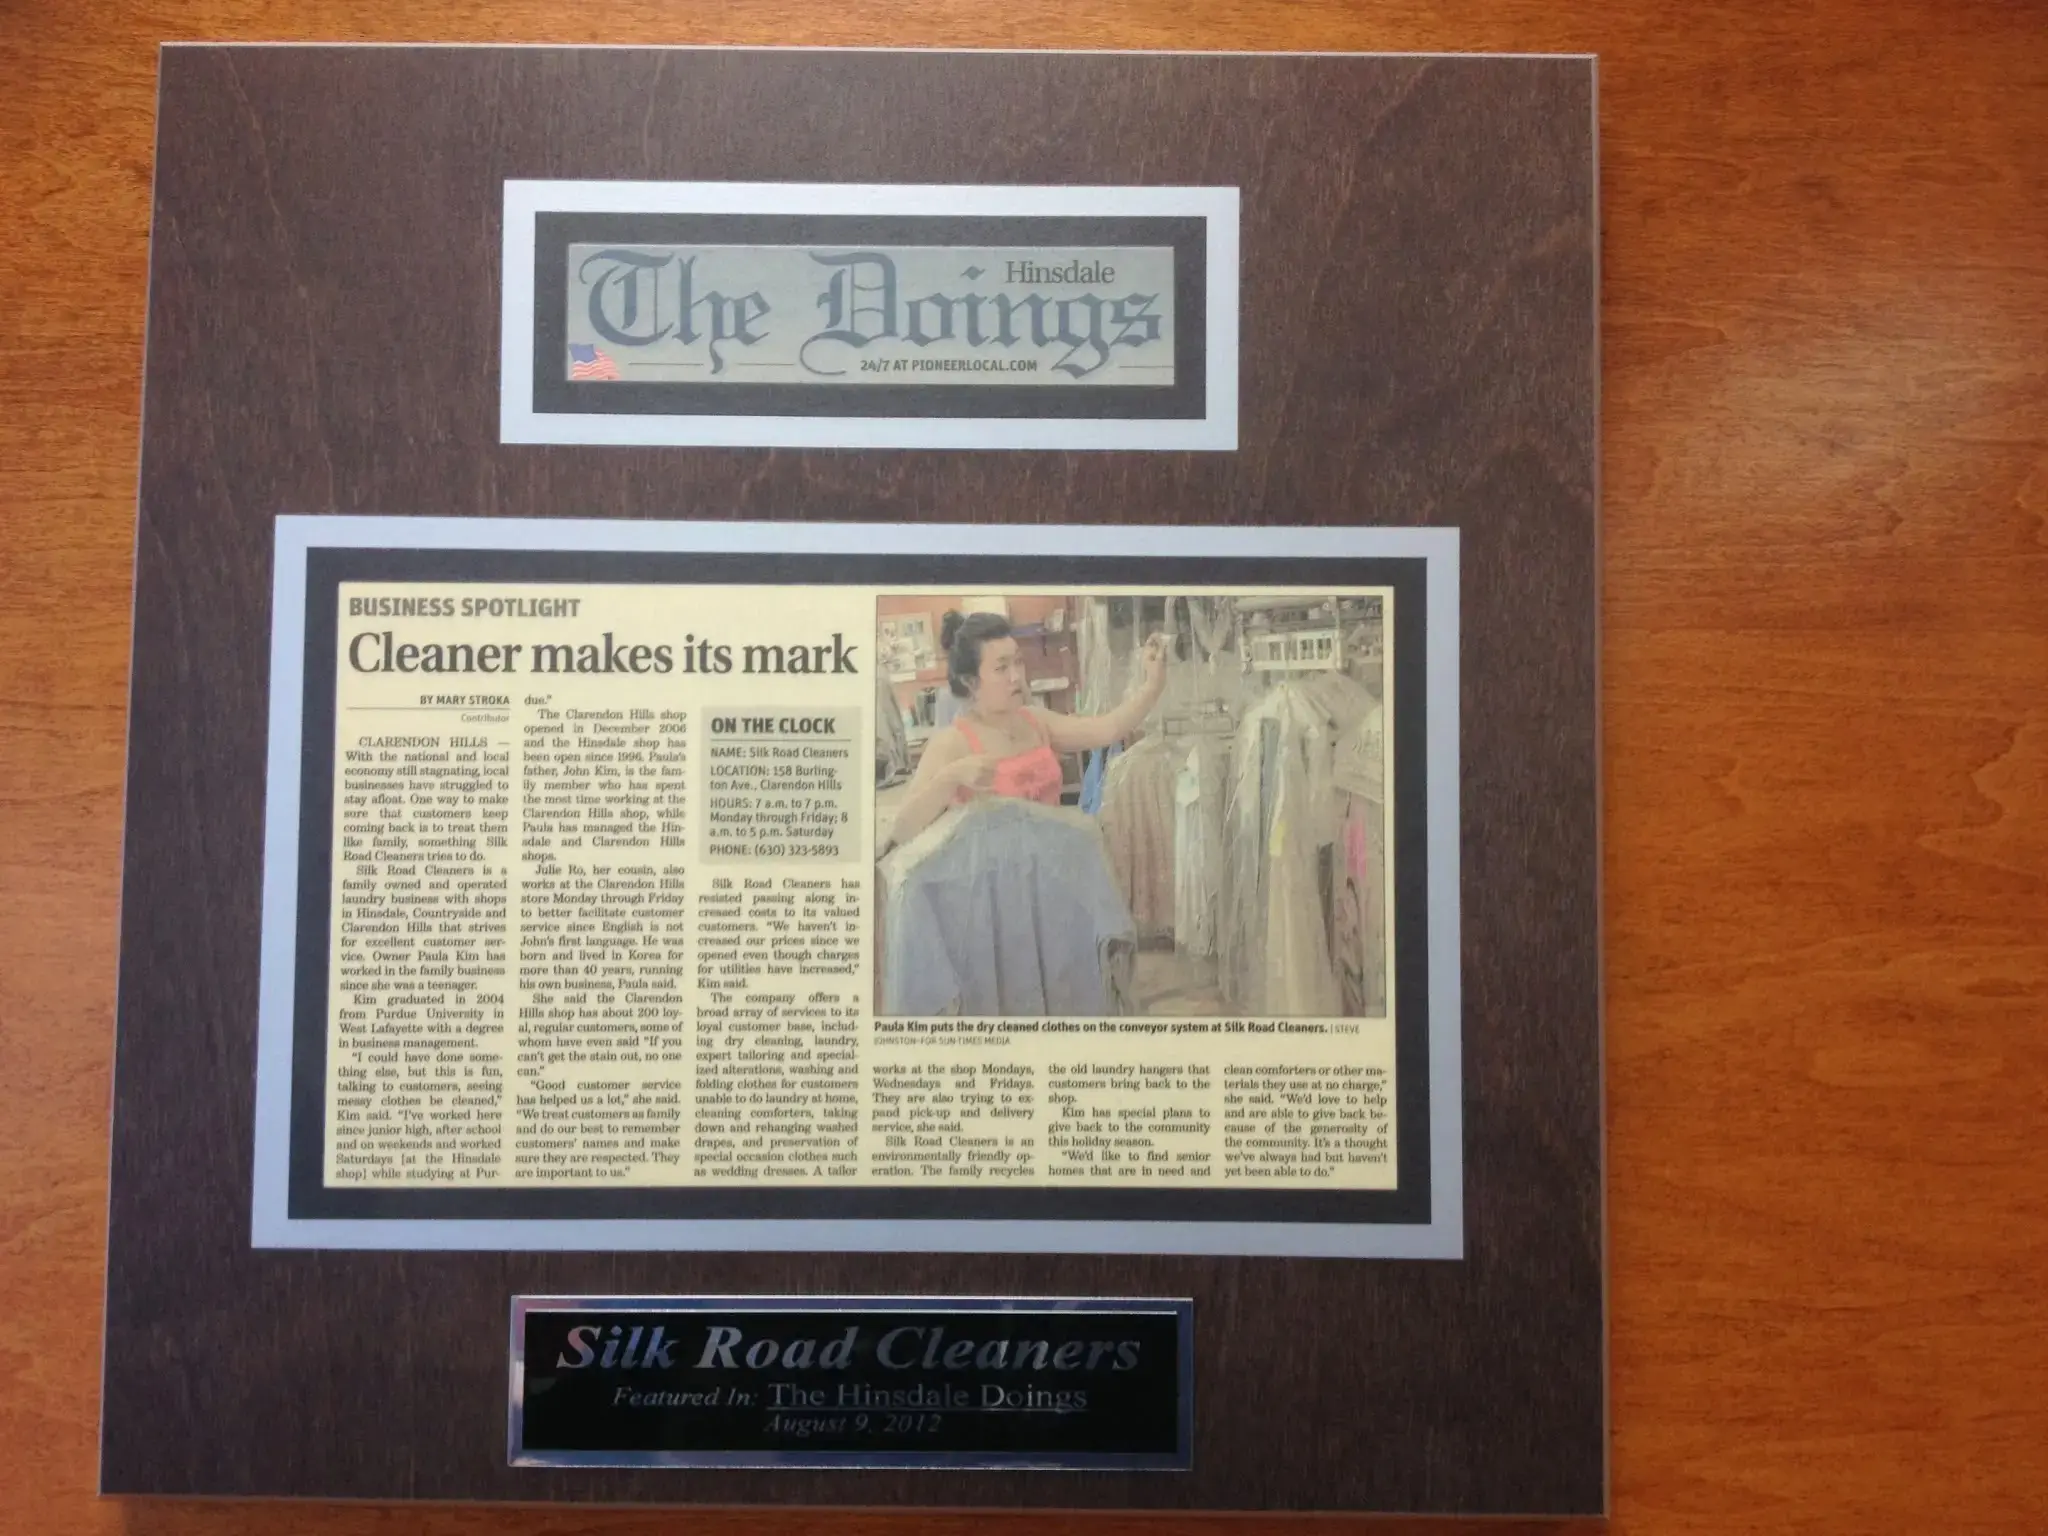 Hinsdale
The Doings
24/7 AT PIONEERLOCAL.COM
BUSINESS SPOTLIGHT
Cleaner makes its mark
BY MARY STROKA
Contributor
CLARENDON HILLS —
With the national and local
economy still stagnating, local
businesses have struggled to
stay afloat. One way to make
sure that customers keep
coming back is to treat them
like family, something Silk
Road Cleaners tries to do.
Silk Road Cleaners is a
family owned and operated
laundry business with shops
in Hinsdale, Countryside and
Clarendon Hills that strives
for excellent customer ser-
vice. Owner Paula Kim has
worked in the family business
since she was a teenager.
Kim graduated in 2004
from Purdue University in
West Lafayette with a degree
in business management.
"I could have done some-
thing else, but this is fun,
talking to customers, seeing
messy clothes be cleaned,"
Kim said. "I've worked here
since junior high, after school
and on weekends and worked
Saturdays [at the Hinsdale
shop] while studying at Pur-
due."
The Clarendon Hills shop
opened in December 2006
and the Hinsdale shop has
been open since 1996. Paula's
father, John Kim, is the fam-
ily member who has spent
the most time working at the
Clarendon Hills shop, while
Paula has managed the Hin-
sdale and Clarendon Hills
shops.
Julie Ro, her cousin, also
works at the Clarendon Hills
store Monday through Friday
to better facilitate customer
service since English is not
John's first language. He was
born and lived in Korea for
more than 40 years, running
his own business, Paula said.
She said the Clarendon
Hills shop has about 200 loy-
al, regular customers, some of
whom have even said "If you
can't get the stain out, no one
can."
"Good customer service
has helped us a lot," she said.
"We treat customers as family
and do our best to remember
customers' names and make
sure they are respected. They
are important to us."
ON THE CLOCK
NAME: Silk Road Cleaners
LOCATION: 158 Burling-
ton Ave., Clarendon Hills
HOURS: 7 a.m. to 7 p.m.
Monday through Friday; 8
a.m. to 5 p.m. Saturday
PHONE: (630) 323-5893
Silk Road Cleaners has
resisted passing along in-
creased costs to its valued
customers. "We haven't in-
creased our prices since we
opened even though charges
for utilities have increased,"
Kim said.
The company offers a
broad array of services to its
loyal customer base, includ-
ing dry cleaning, laundry,
expert tailoring and special-
ized alterations, washing and
folding clothes for customers
unable to do laundry at home,
cleaning comforters, taking
down and rehanging washed
drapes, and preservation of
special occasion clothes such
as wedding dresses. A tailor
Paula Kim puts the dry cleaned clothes on the conveyor system at Silk Road Cleaners. | STEVE
JOHNSTON~FOR SUN-TIMES MEDIA
works at the shop Mondays,
Wednesdays and Fridays.
They are also trying to ex-
pand pick-up and delivery
service, she said.
Silk Road Cleaners is an
environmentally friendly op-
eration. The family recycles
the old laundry hangers that
customers bring back to the
shop.
Kim has special plans to
give back to the community
this holiday season.
"We'd like to find senior
homes that are in need and
clean comforters or other ma-
terials they use at no charge,"
she said. "We'd love to help
and are able to give back be-
cause of the generosity of
the community. It's a thought
we've always had but haven't
yet been able to do."
Silk Road Cleaners
Featured In: The Hinsdale Doings
August 9, 2012